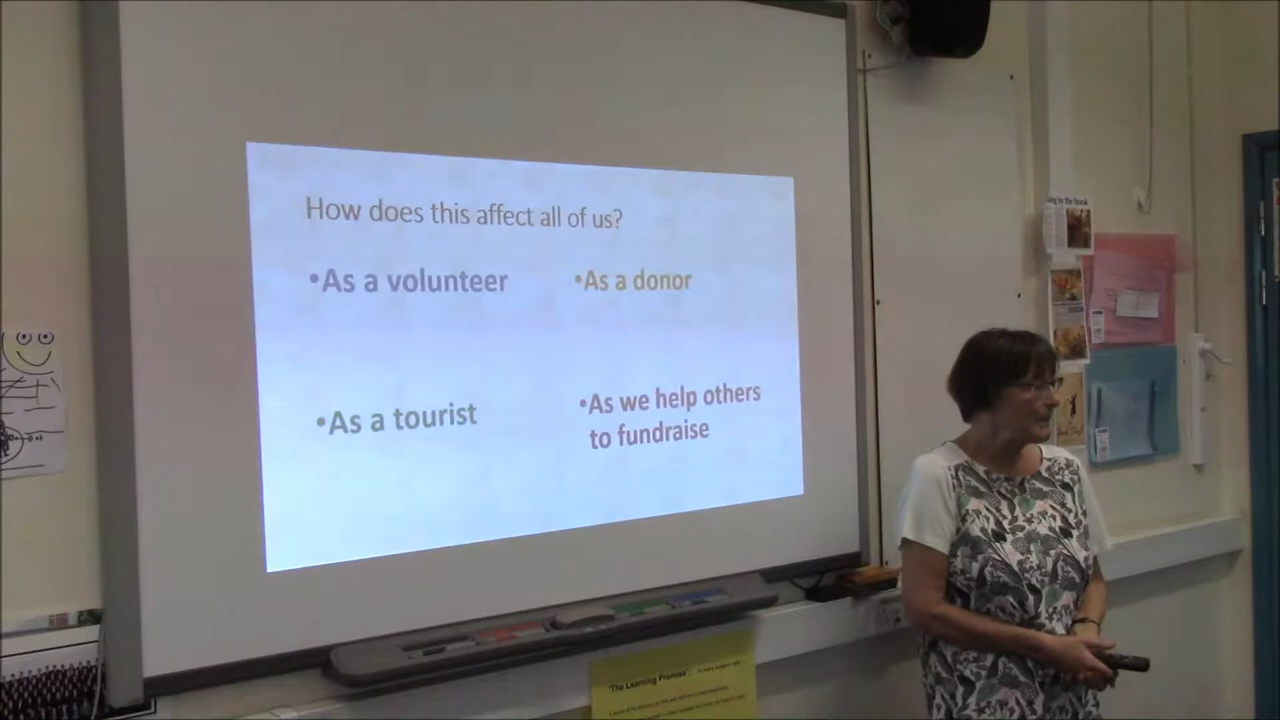 How does this affect all of us?
•As a volunteer
•As a donor
•As a tourist
•As we help others
to fundraise
"The Learning Promise"